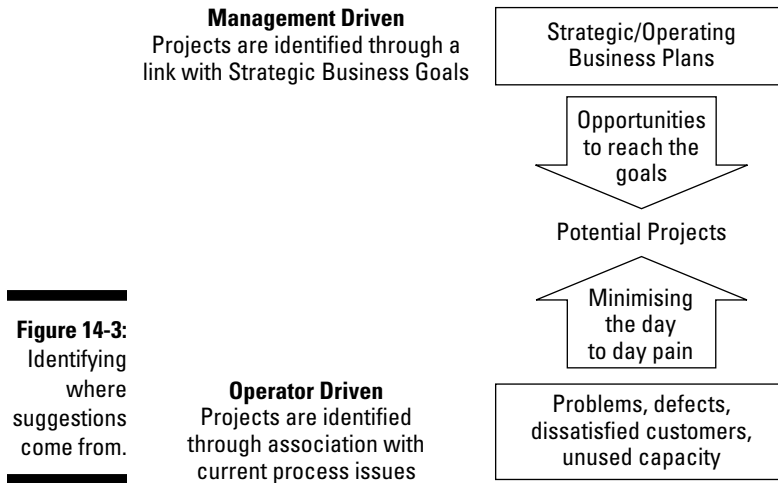 Management Driven
Projects are identified through a
link with Strategic Business Goals
Strategic/Operating
Business Plans
Opportunities
to reach the
goals
Potential Projects
Minimising
the day
to day pain
Figure 14-3:
Identifying
where
suggestions
come from.
Operator Driven
Projects are identified
through association with
current process issues
Problems, defects,
dissatisfied customers,
unused capacity